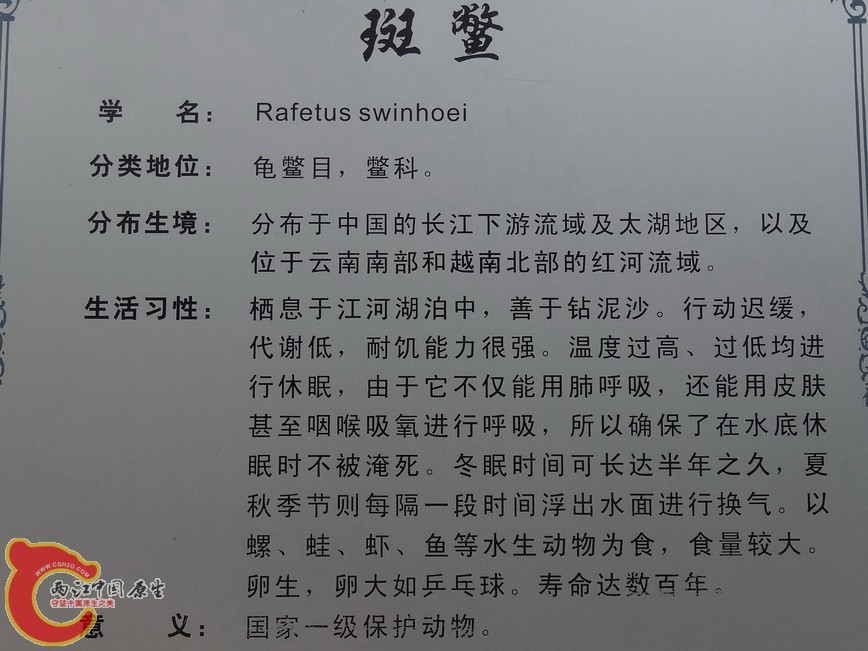 斑鳖
学 名： Rafetus swinhoei
分类地位： 龟鳖目，鳖科。
分布生境： 分布于中国的长江下游流域及太湖地区，以及
位于云南南部和越南北部的红河流域。
生活习性： 栖息于江河湖泊中，善于钻泥沙。行动迟缓，
代谢低，耐饥能力很强。温度过高、过低均进
行休眠，由于它不仅能用肺呼吸，还能用皮肤
甚至咽喉吸氧进行呼吸，所以确保了在水底休
眠时不被淹死。冬眠时间可长达半年之久，夏
秋季节则每隔一段时间浮出水面进行换气。以
螺、蛙、虾、鱼等水生动物为食，食量较大。
卵生，卵大如乒乓球。寿命达数百年。
意 义： 国家一级保护动物。
WWW.CQH2O.COM
两江中国原生